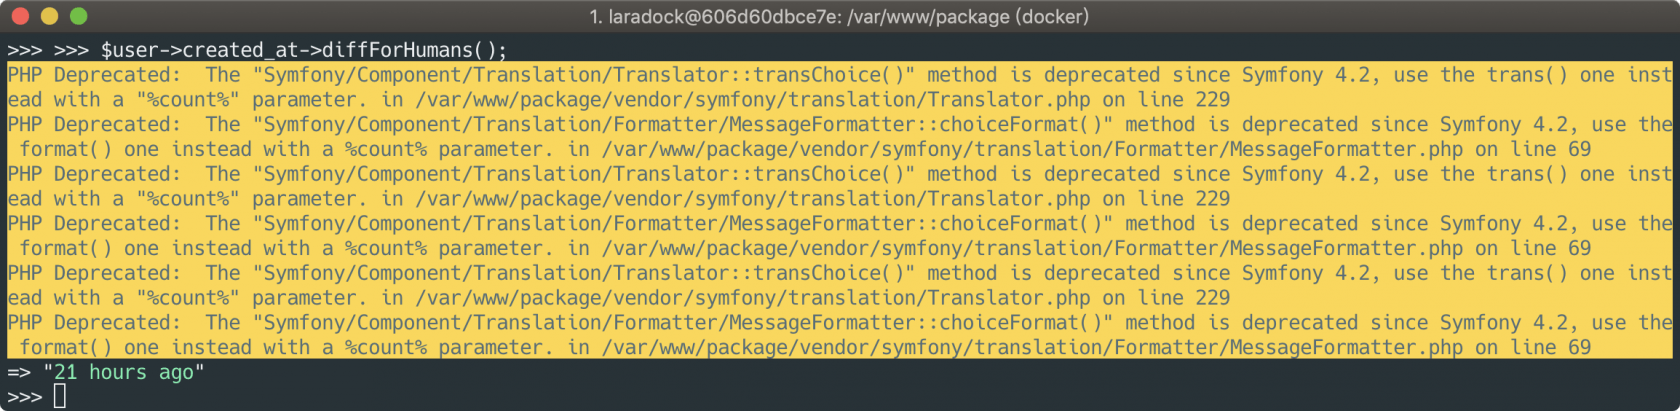 1. laradock@606d60dbce7e: /var/www/package (docker)
>>> >>> $user->created_at->diffForHumans();
PHP Deprecated:  The "Symfony/Component/Translation/Translator::transChoice()" method is deprecated since Symfony 4.2, use the trans() one inst
ead with a "%count%" parameter. in /var/www/package/vendor/symfony/translation/Translator.php on line 229
PHP Deprecated:  The "Symfony/Component/Translation/Formatter/MessageFormatter::choiceFormat()" method is deprecated since Symfony 4.2, use the
 format() one instead with a %count% parameter. in /var/www/package/vendor/symfony/translation/Formatter/MessageFormatter.php on line 69
PHP Deprecated:  The "Symfony/Component/Translation/Translator::transChoice()" method is deprecated since Symfony 4.2, use the trans() one inst
ead with a "%count%" parameter. in /var/www/package/vendor/symfony/translation/Translator.php on line 229
PHP Deprecated:  The "Symfony/Component/Translation/Formatter/MessageFormatter::choiceFormat()" method is deprecated since Symfony 4.2, use the
 format() one instead with a %count% parameter. in /var/www/package/vendor/symfony/translation/Formatter/MessageFormatter.php on line 69
PHP Deprecated:  The "Symfony/Component/Translation/Translator::transChoice()" method is deprecated since Symfony 4.2, use the trans() one inst
ead with a "%count%" parameter. in /var/www/package/vendor/symfony/translation/Translator.php on line 229
PHP Deprecated:  The "Symfony/Component/Translation/Formatter/MessageFormatter::choiceFormat()" method is deprecated since Symfony 4.2, use the
 format() one instead with a %count% parameter. in /var/www/package/vendor/symfony/translation/Formatter/MessageFormatter.php on line 69
=> "21 hours ago"
>>>